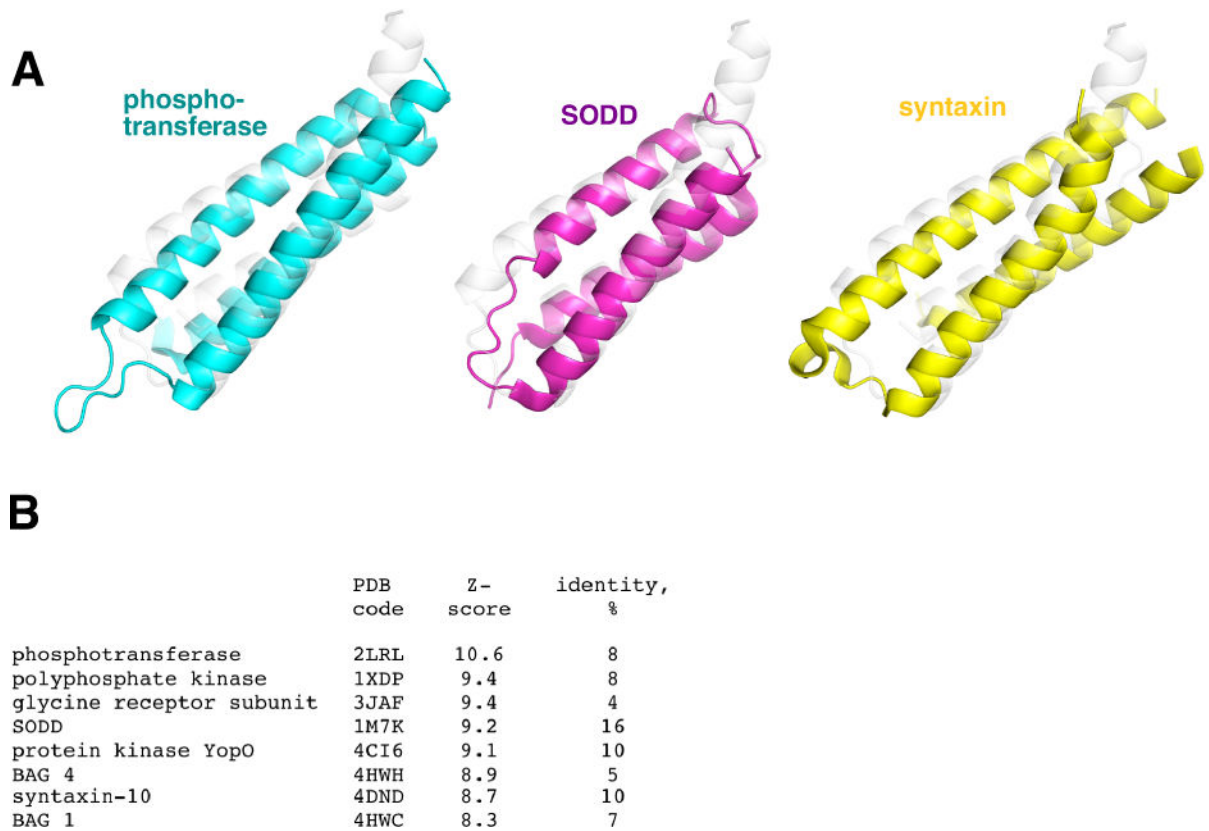 A
phospho-
transferase
SODD
syntaxin
B
PDB Z- identity,
code score %
phosphotransferase 2LRL 10.6 8
polyphosphate kinase 1XDP 9.4 8
glycine receptor subunit 3JAF 9.4 4
SODD 1M7K 9.2 16
protein kinase YopO 4CI6 9.1 10
BAG 4 4HWH 8.9 5
syntaxin-10 4DND 8.7 10
BAG 1 4HWC 8.3 7